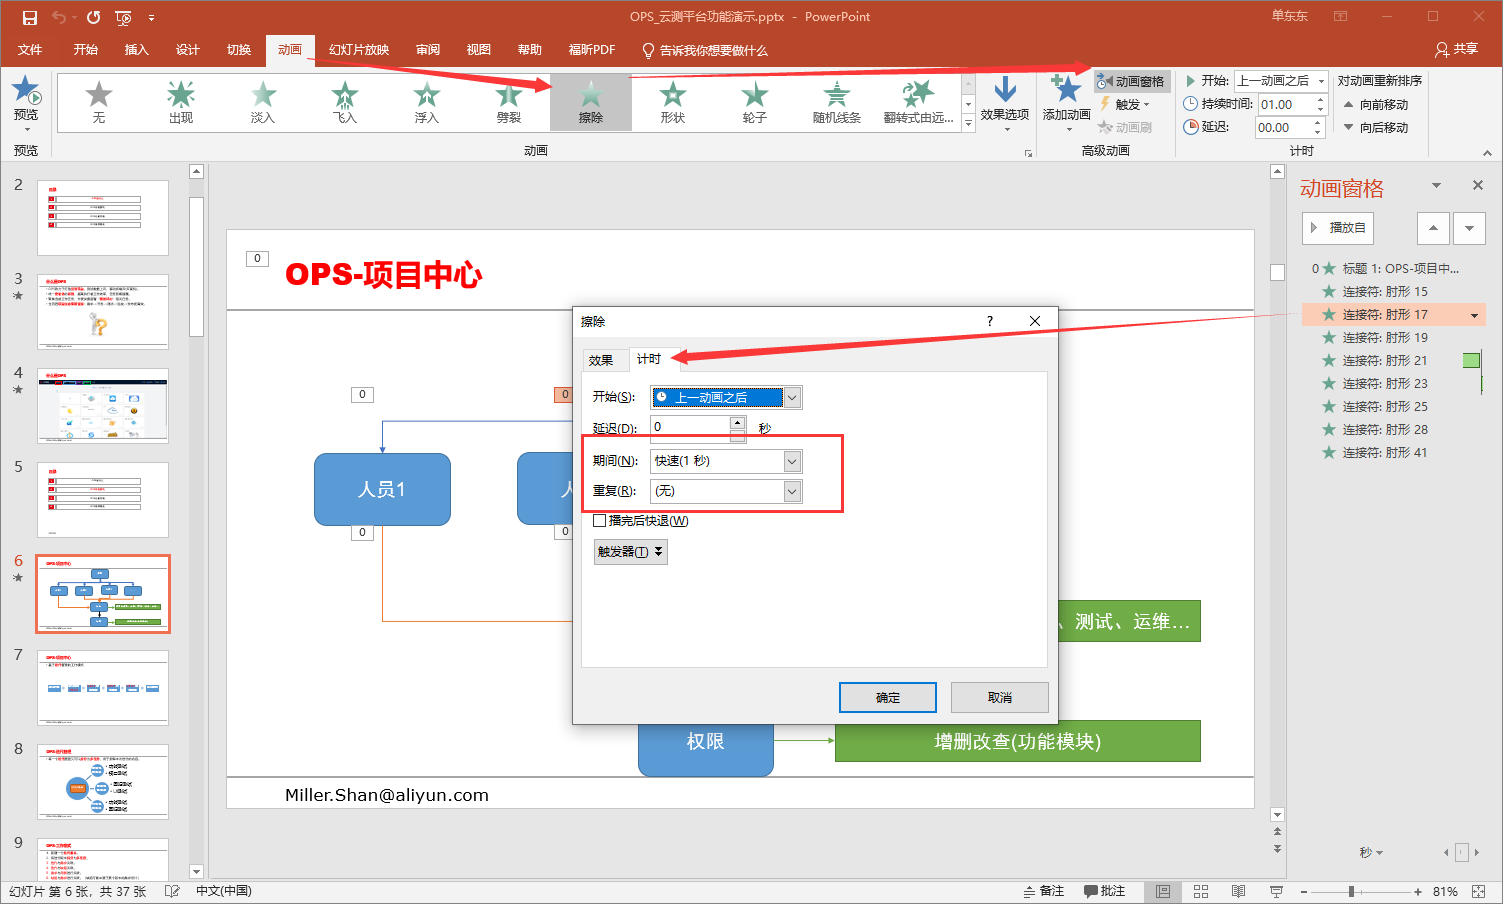 OPS_云测平台功能演示.pptx - PowerPoint
单东东
文件 开始 插入 设计 切换 动画 幻灯片放映 审阅 视图 帮助 福昕PDF 告诉我你想要做什么
共享
预览
预览
无 出现 淡入 飞入 浮入 劈裂 擦除 形状 轮子 随机线条 翻转式由远...
动画
效果选项
添加动画
动画窗格
触发
动画刷
高级动画
开始: 上一动画之后
持续时间: 01.00
延迟: 00.00
计时
对动画重新排序
向前移动
向后移动
2
3
4
5
6
7
8
9
0
OPS-项目中心
0
0
人员1
0
0
人
、测试、运维...
权限
增删改查(功能模块)
Miller.Shan@aliyun.com
擦除
?
效果 计时
开始(S): 上一动画之后
延迟(D): 0 秒
期间(N): 快速(1 秒)
重复(R): (无)
播完后快退(W)
触发器(T)
确定 取消
动画窗格
播放自
0 标题 1: OPS-项目中...
连接符: 肘形 15
连接符: 肘形 17
连接符: 肘形 19
连接符: 肘形 21
连接符: 肘形 23
连接符: 肘形 25
连接符: 肘形 28
连接符: 肘形 41
秒
幻灯片 第 6 张，共 37 张 中文(中国)
备注 批注
81%